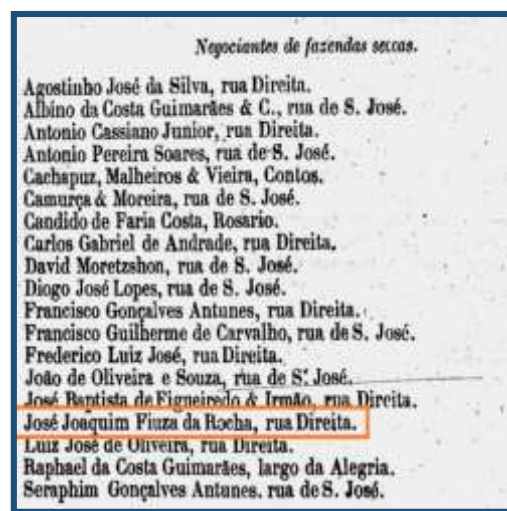 Negociantes de fazendas seccas.
Agostinho José da Silva, rua Direita.
Albino da Costa Guimarães & C., rua de S. José.
Antonio Cassiano Junior, rua Direita.
Antonio Pereira Soares, rua de S. José.
Cachapuz, Malheiros & Vieira, Contos.
Camurça & Moreira, rua de S. José.
Candido de Faria Costa, Rosario.
Carlos Gabriel de Andrade, rua Direita.
David Moretzshon, rua de S. José.
Diogo José Lopes, rua de S. José.
Francisco Gonçalves Antunes, rua Direita.
Francisco Guilherme de Carvalho, rua de S. José.
Frederico Luiz José, rua Direita.
João de Oliveira e Souza, rua de S. José.
José Baptista de Figueiredo & Irmão, rua Direita.
José Joaquim Fiuza da Rocha, rua Direita.
Luiz José de Oliveira, rua Direita.
Raphael da Costa Guimarães, largo da Alegria.
Seraphim Gonçalves Antunes. rua de S. José.